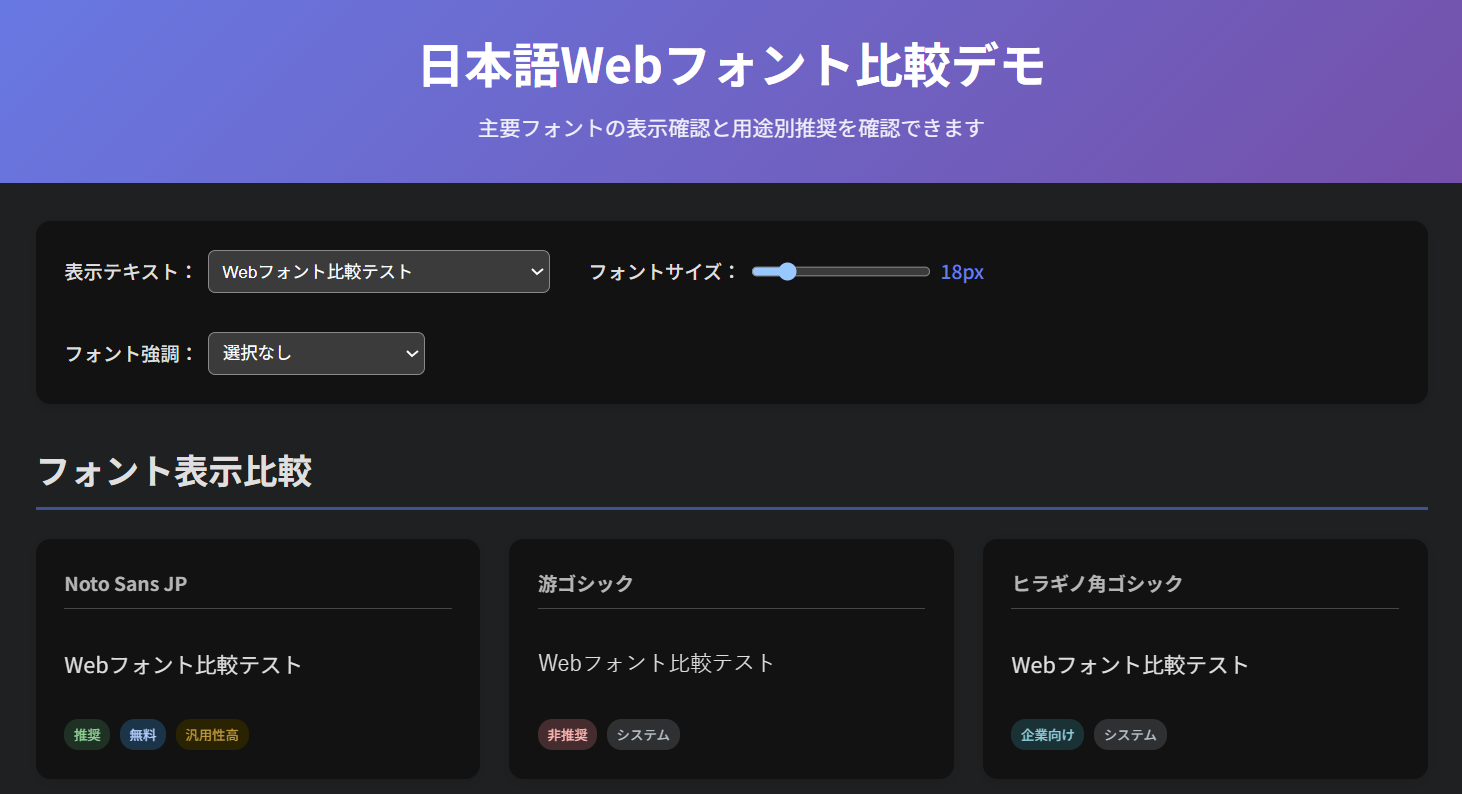 日本語Webフォント比較デモ
主要フォントの表示確認と用途別推奨を確認できます
表示テキスト： Webフォント比較テスト フォントサイズ： 18px
フォント強調： 選択なし
フォント表示比較
Noto Sans JP
Webフォント比較テスト
推奨 無料 汎用性高
游ゴシック
Webフォント比較テスト
非推奨 システム
ヒラギノ角ゴシック
Webフォント比較テスト
企業向け システム